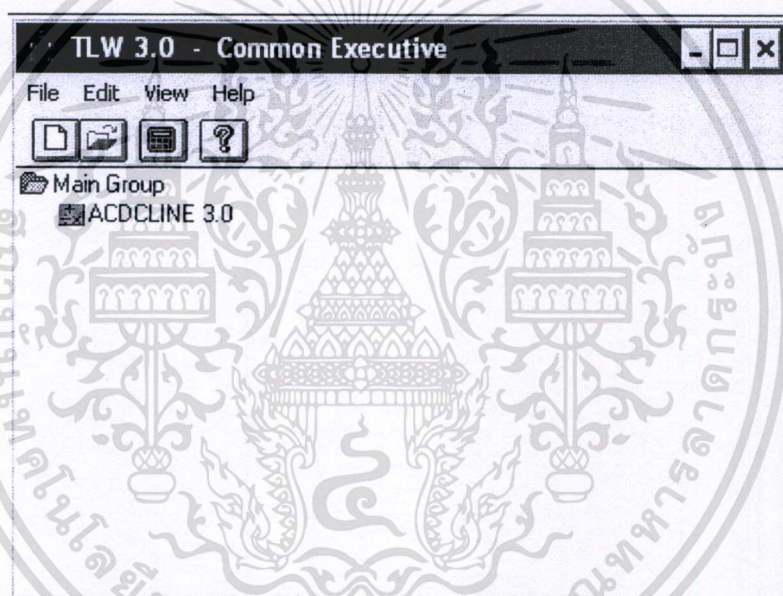 TLW 3.0 - Common Executive
File Edit View Help
Main Group
ACDCLINE 3.0